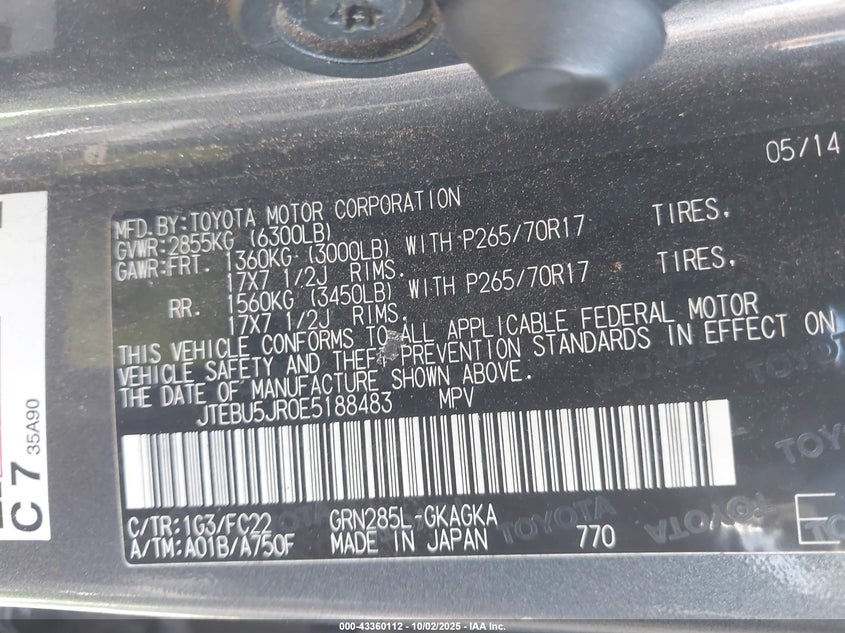 05/14
MFD.BY:TOYOTA MOTOR CORPORATION
GVWR:2855KG (6300LB)
GAWR:FRT. 1360KG (3000LB) WITH P265/70R17 TIRES,
17X7 1/2J RIMS.
RR. 1560KG (3450LB) WITH P265/70R17 TIRES,
17X7 1/2J RIMS.
THIS VEHICLE CONFORMS TO ALL APPLICABLE FEDERAL MOTOR
VEHICLE SAFETY AND THEFT PREVENTION STANDARDS IN EFFECT ON
THE DATE OF MANUFACTURE SHOWN ABOVE.
JTEBU5JR0E5188483 MPV
C/TR:1G3/FC22 GRN285L-GKAGKA
A/TM:A01B/A750F MADE IN JAPAN 770
C 7
35A90
TOYOTA
TOYOTA
TOYOTA
TOYOTA
000-43360112 - 10/02/2025 - IAA Inc.